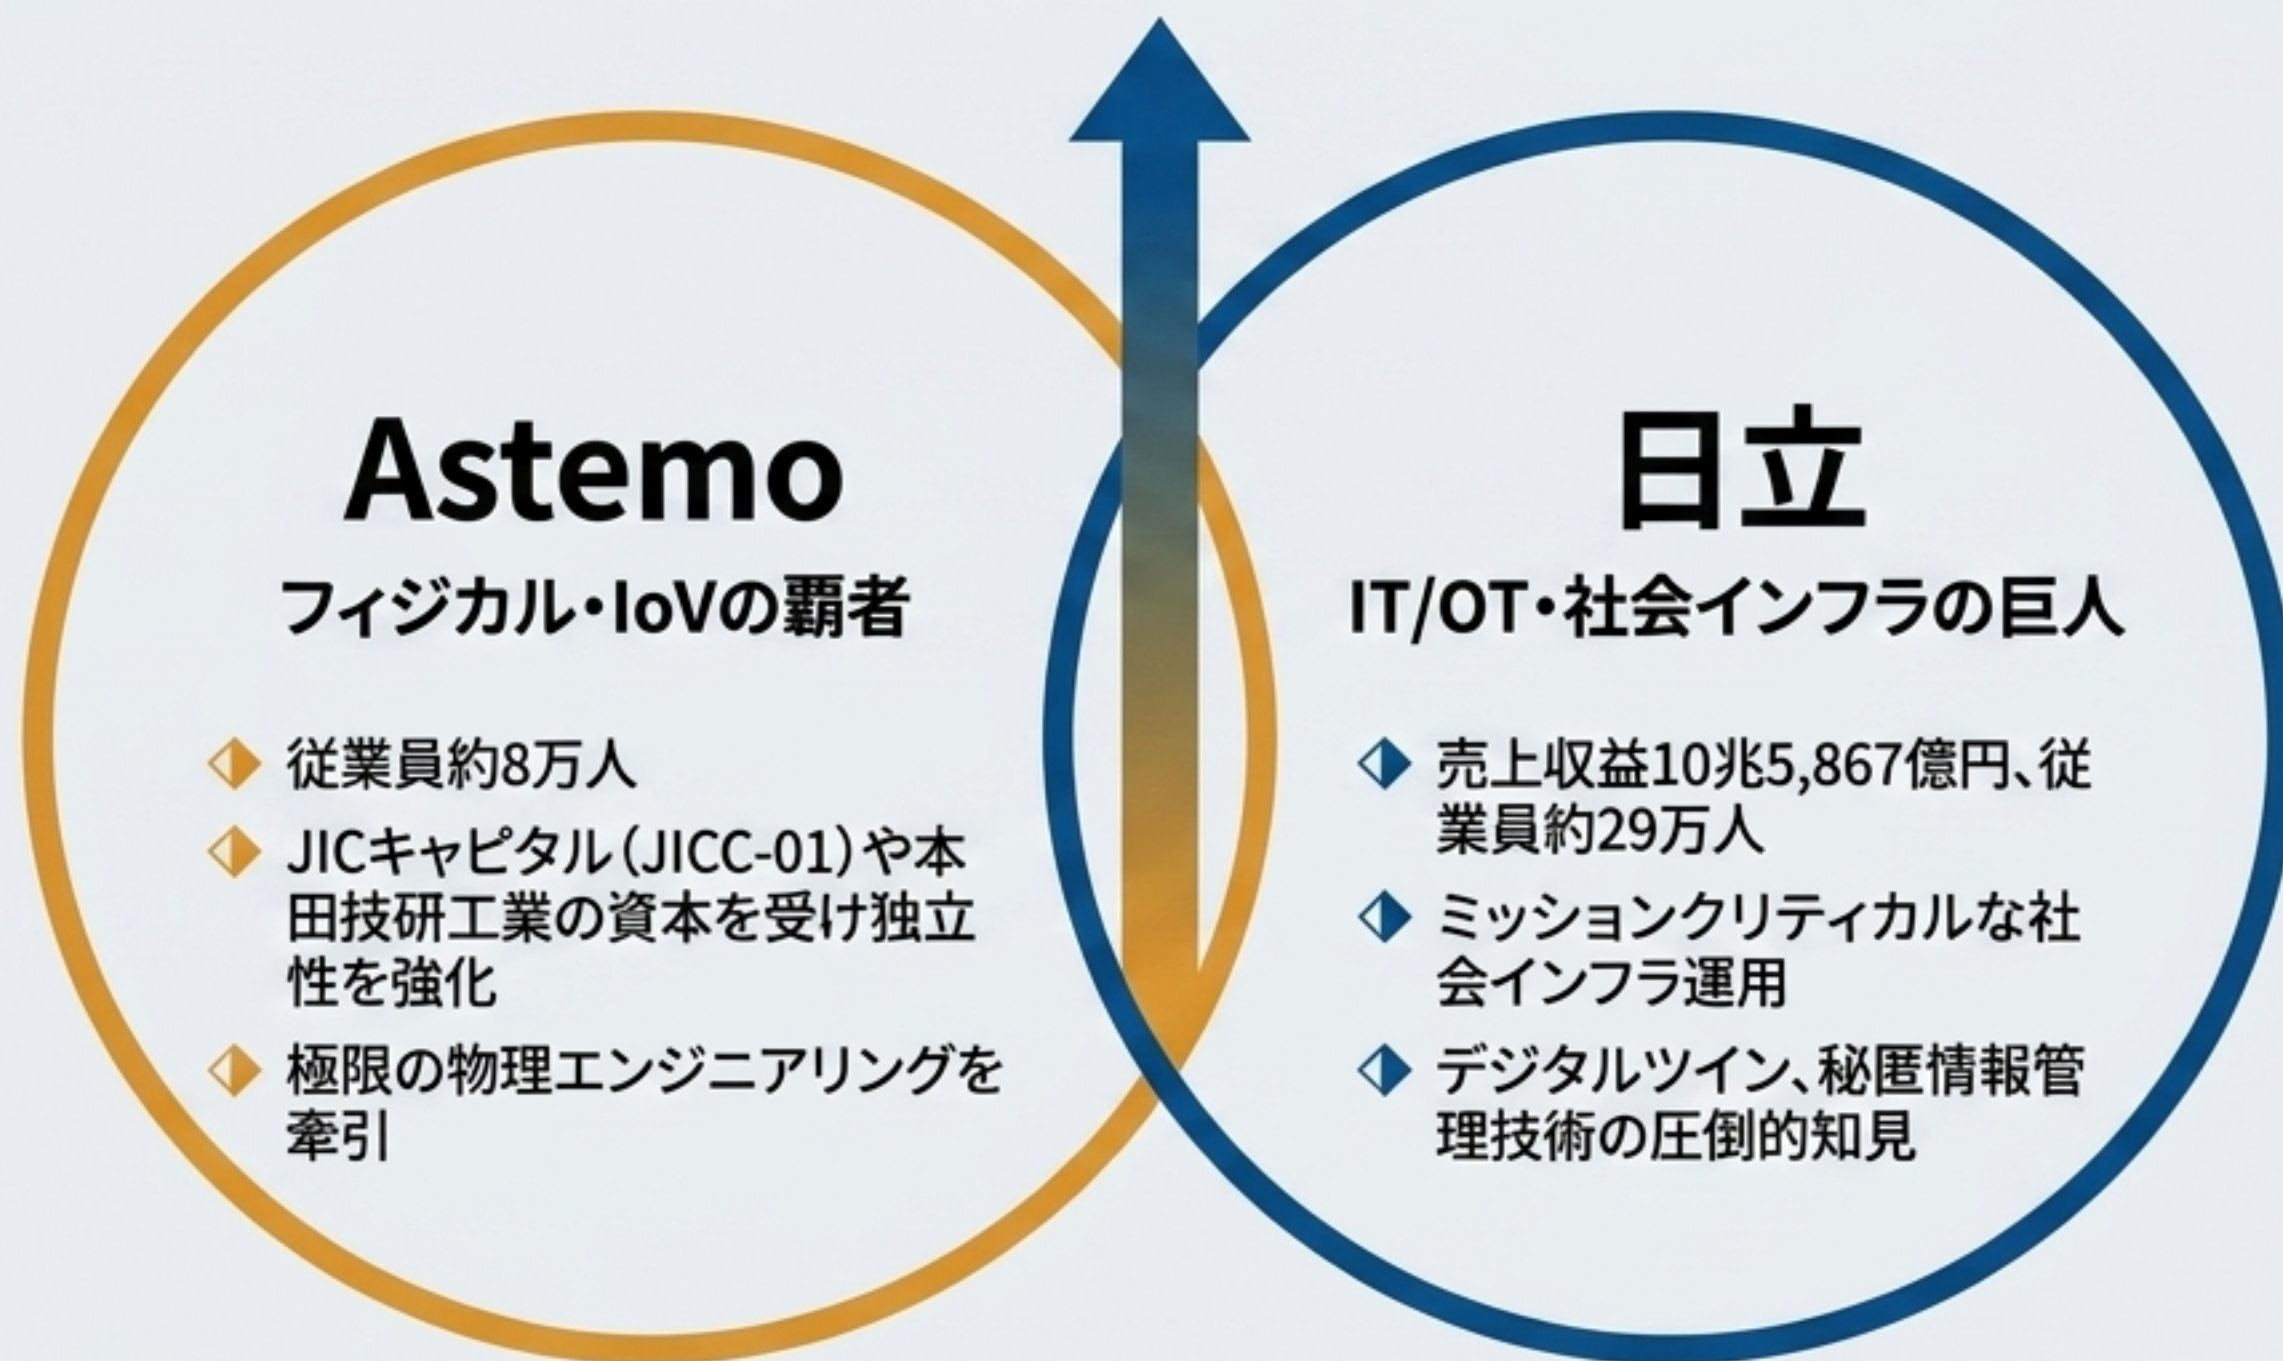 Astemo
フィジカル・IoVの覇者
従業員約8万人
JICキャピタル（JICC-01）や本
田技研工業の資本を受け独立
性を強化
極限の物理エンジニアリングを
牽引
日立
IT/OT・社会インフラの巨人
売上収益10兆5,867億円、従
業員約29万人
ミッションクリティカルな社
会インフラ運用
デジタルツイン、秘匿情報管
理技術の圧倒的知見